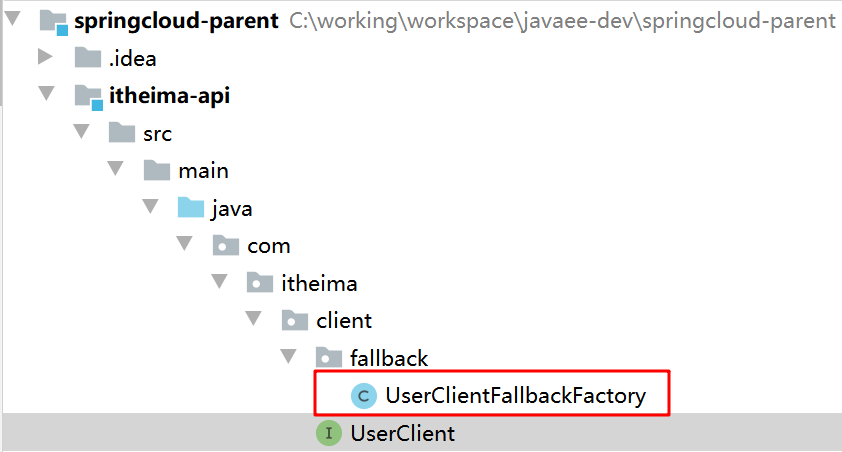 springcloud-parent C:\working\workspace\javaee-dev\springcloud-parent
.idea
itheima-api
src
main
java
com
itheima
client
fallback
C UserClientFallbackFactory
I UserClient